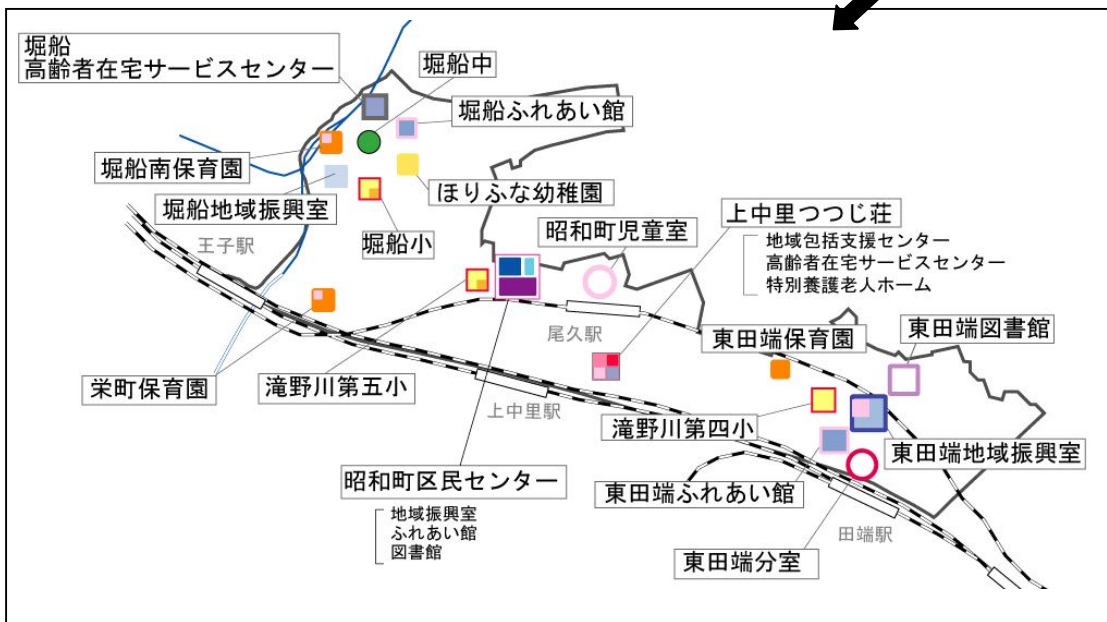 堀船
高齢者在宅サービスセンター
堀船中
堀船ふれあい館
堀船南保育園
ほりふな幼稚園
堀船地域振興室
堀船小
王子駅
昭和町児童室
上中里つつじ荘
地域包括支援センター
高齢者在宅サービスセンター
特別養護老人ホーム
尾久駅
東田端保育園
東田端図書館
栄町保育園
滝野川第五小
上中里駅
滝野川第四小
東田端地域振興室
昭和町区民センター
地域振興室
ふれあい館
図書館
東田端ふれあい館
田端駅
東田端分室